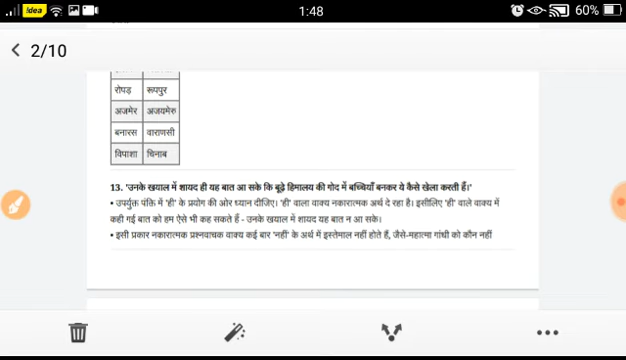 !dea 1:48 60%
2/10
रोपड़ रूपपुर
अजमेर अजयमेरु
बनारस वाराणसी
विपाशा चिनाब
13. 'उनके खयाल में शायद ही यह बात आ सके कि बूढ़े हिमालय की गोद में बच्चियाँ बनकर ये कैसे खेला करती हैं।'
• उपर्युक्त पंक्ति में 'ही' के प्रयोग की ओर ध्यान दीजिए। 'ही' वाला वाक्य नकारात्मक अर्थ दे रहा है। इसीलिए 'ही' वाले वाक्य में
कही गई बात को हम ऐसे भी कह सकते हैं - उनके खयाल में शायद यह बात न आ सके।
• इसी प्रकार नकारात्मक प्रश्नवाचक वाक्य कई बार 'नहीं' के अर्थ में इस्तेमाल नहीं होते हैं, जैसे-महात्मा गांधी को कौन नहीं